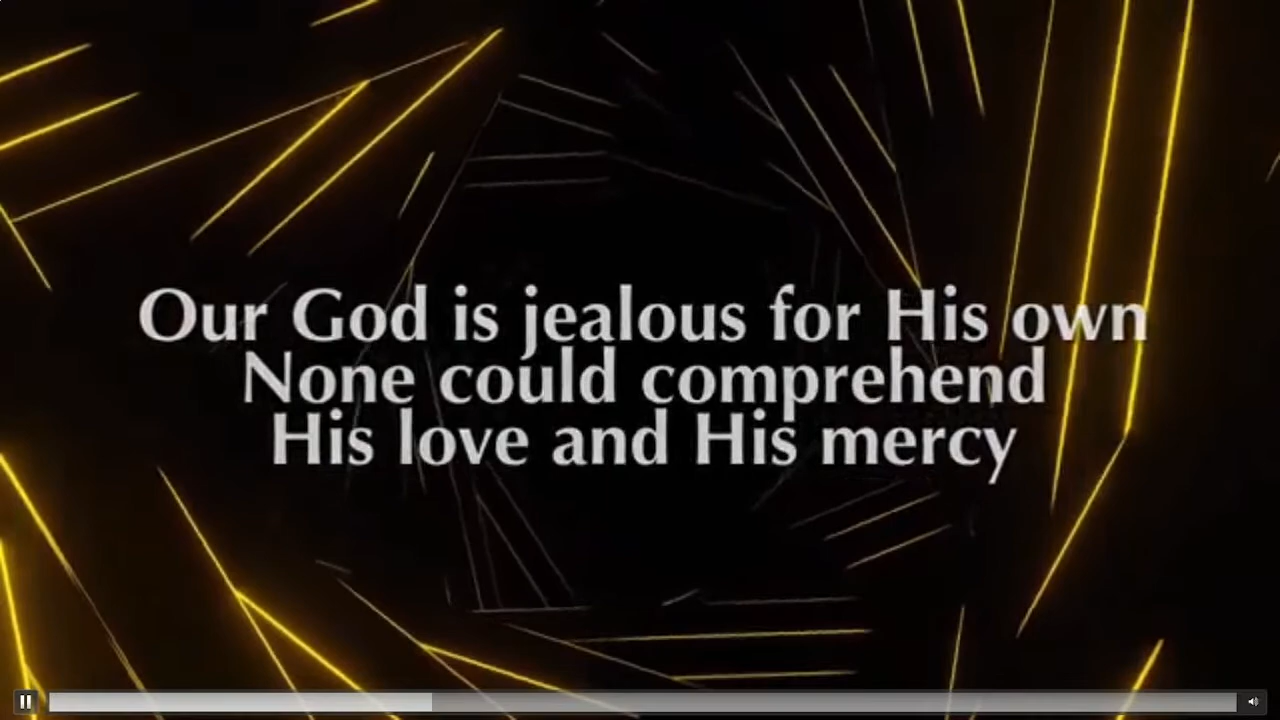 Our God is jealous for His own
None could comprehend
His love and His mercy